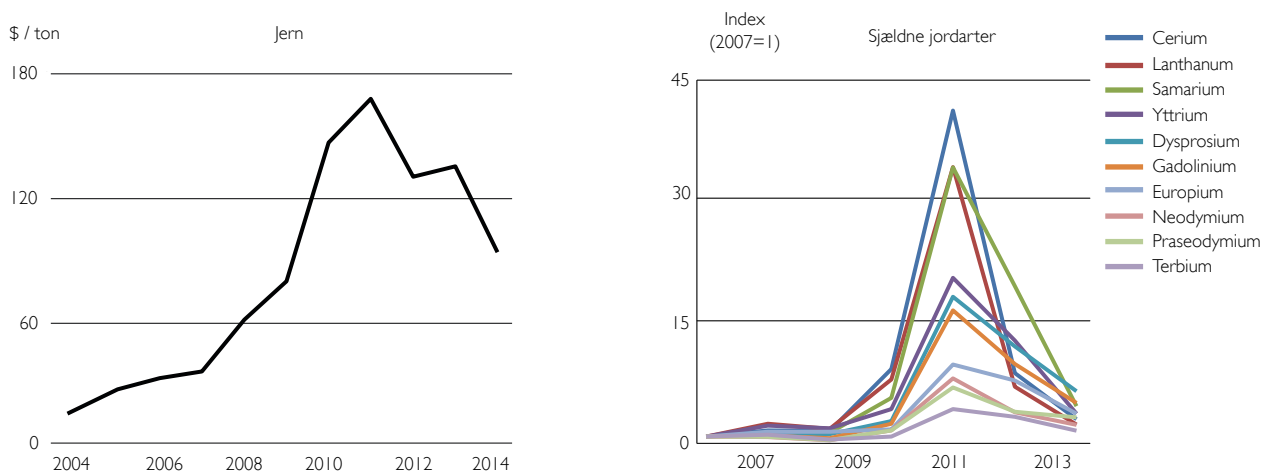 $ / ton
Jern
180
120
60
0
2004 2006 2008 2010 2012 2014
Index
(2007=1)
Sjældne jordarter
45
30
15
0
2007 2009 2011 2013
Cerium
Lanthanum
Samarium
Yttrium
Dysprosium
Gadolinium
Europium
Neodymium
Praseodymium
Terbium